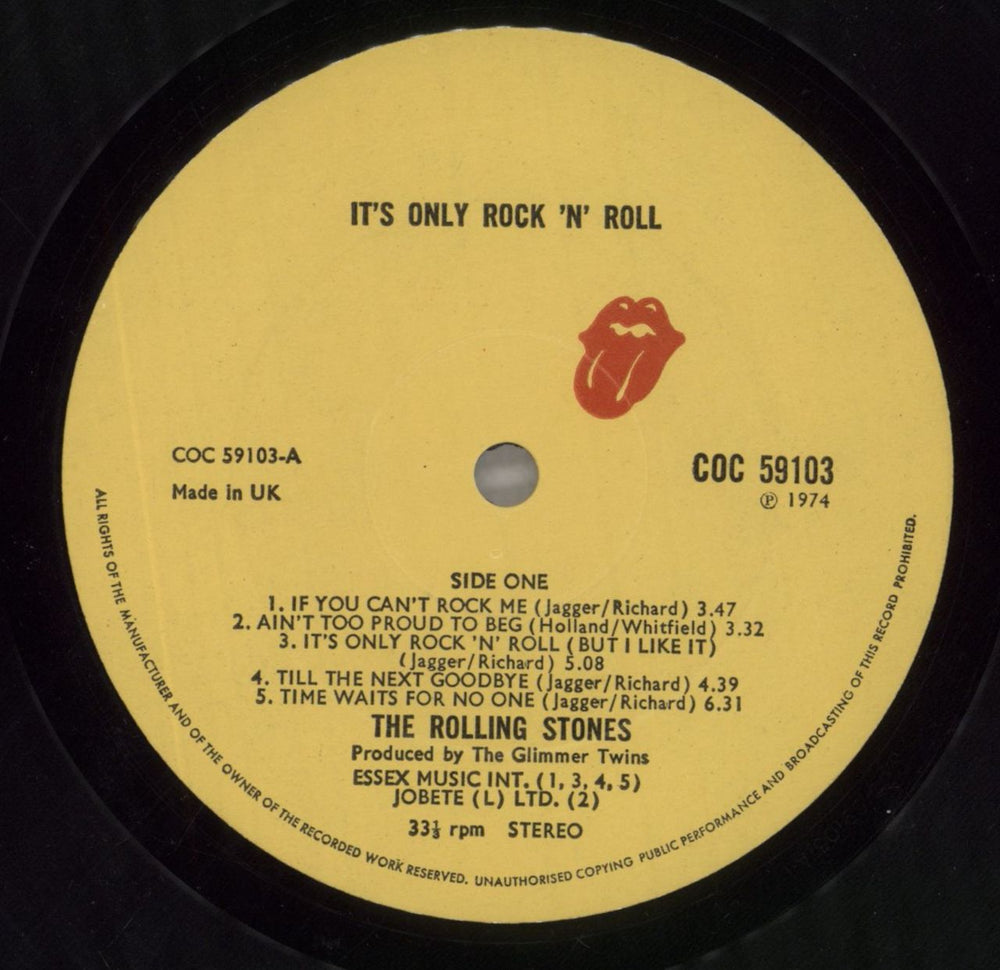 IT'S ONLY ROCK 'N' ROLL
COC 59103-A
Made in UK
COC 59103
Ⓟ 1974
SIDE ONE
1. IF YOU CAN'T ROCK ME (Jagger/Richard) 3.47
2. AIN'T TOO PROUD TO BEG (Holland/Whitfield) 3.32
3. IT'S ONLY ROCK 'N' ROLL (BUT I LIKE IT)
(Jagger/Richard) 5.08
4. TILL THE NEXT GOODBYE (Jagger/Richard) 4.39
5. TIME WAITS FOR NO ONE (Jagger/Richard) 6.31
THE ROLLING STONES
Produced by The Glimmer Twins
ESSEX MUSIC INT. (1, 3, 4, 5)
JOBETE (L) LTD. (2)
33⅓ rpm STEREO
ALL RIGHTS OF THE MANUFACTURER AND OF THE OWNER OF THE RECORDED WORK RESERVED. UNAUTHORISED COPYING PUBLIC PERFORMANCE AND BROADCASTING OF THIS RECORD PROHIBITED.